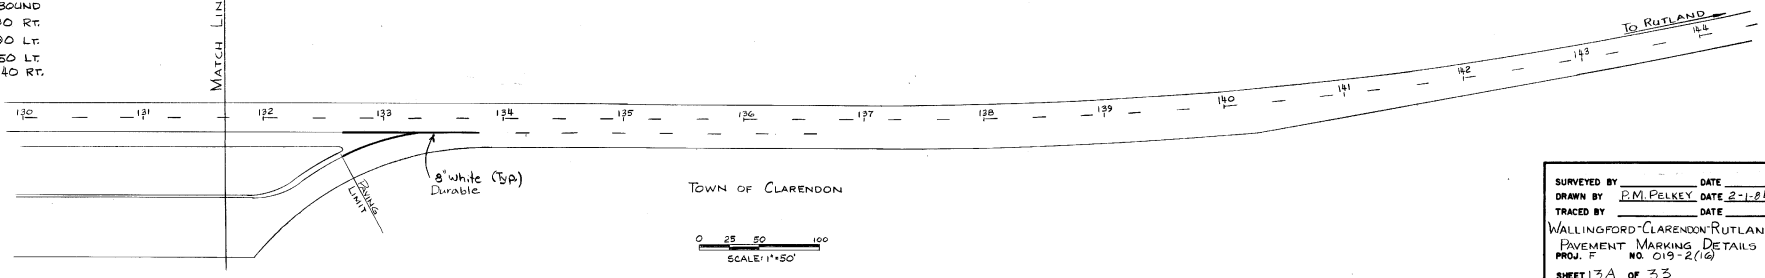 BOUND
RT.
LT.
50 LT.
40 RT.
MATCH LIN
130 131 132 133 134 135 136 137 138 139 140 141 142 143 144
TO RUTLAND
8" White (Typ.)
Durable
PAVING
LIMIT
TOWN OF CLARENDON
0 25 50 100
SCALE: 1"=50'
SURVEYED BY DATE
DRAWN BY P.M. PELKEY DATE 2-1-8
TRACED BY DATE
WALLINGFORD-CLARENDON-RUTLAN
PAVEMENT MARKING DETAILS
PROJ. F NO. 019-2(16)
SHEET 13A OF 33